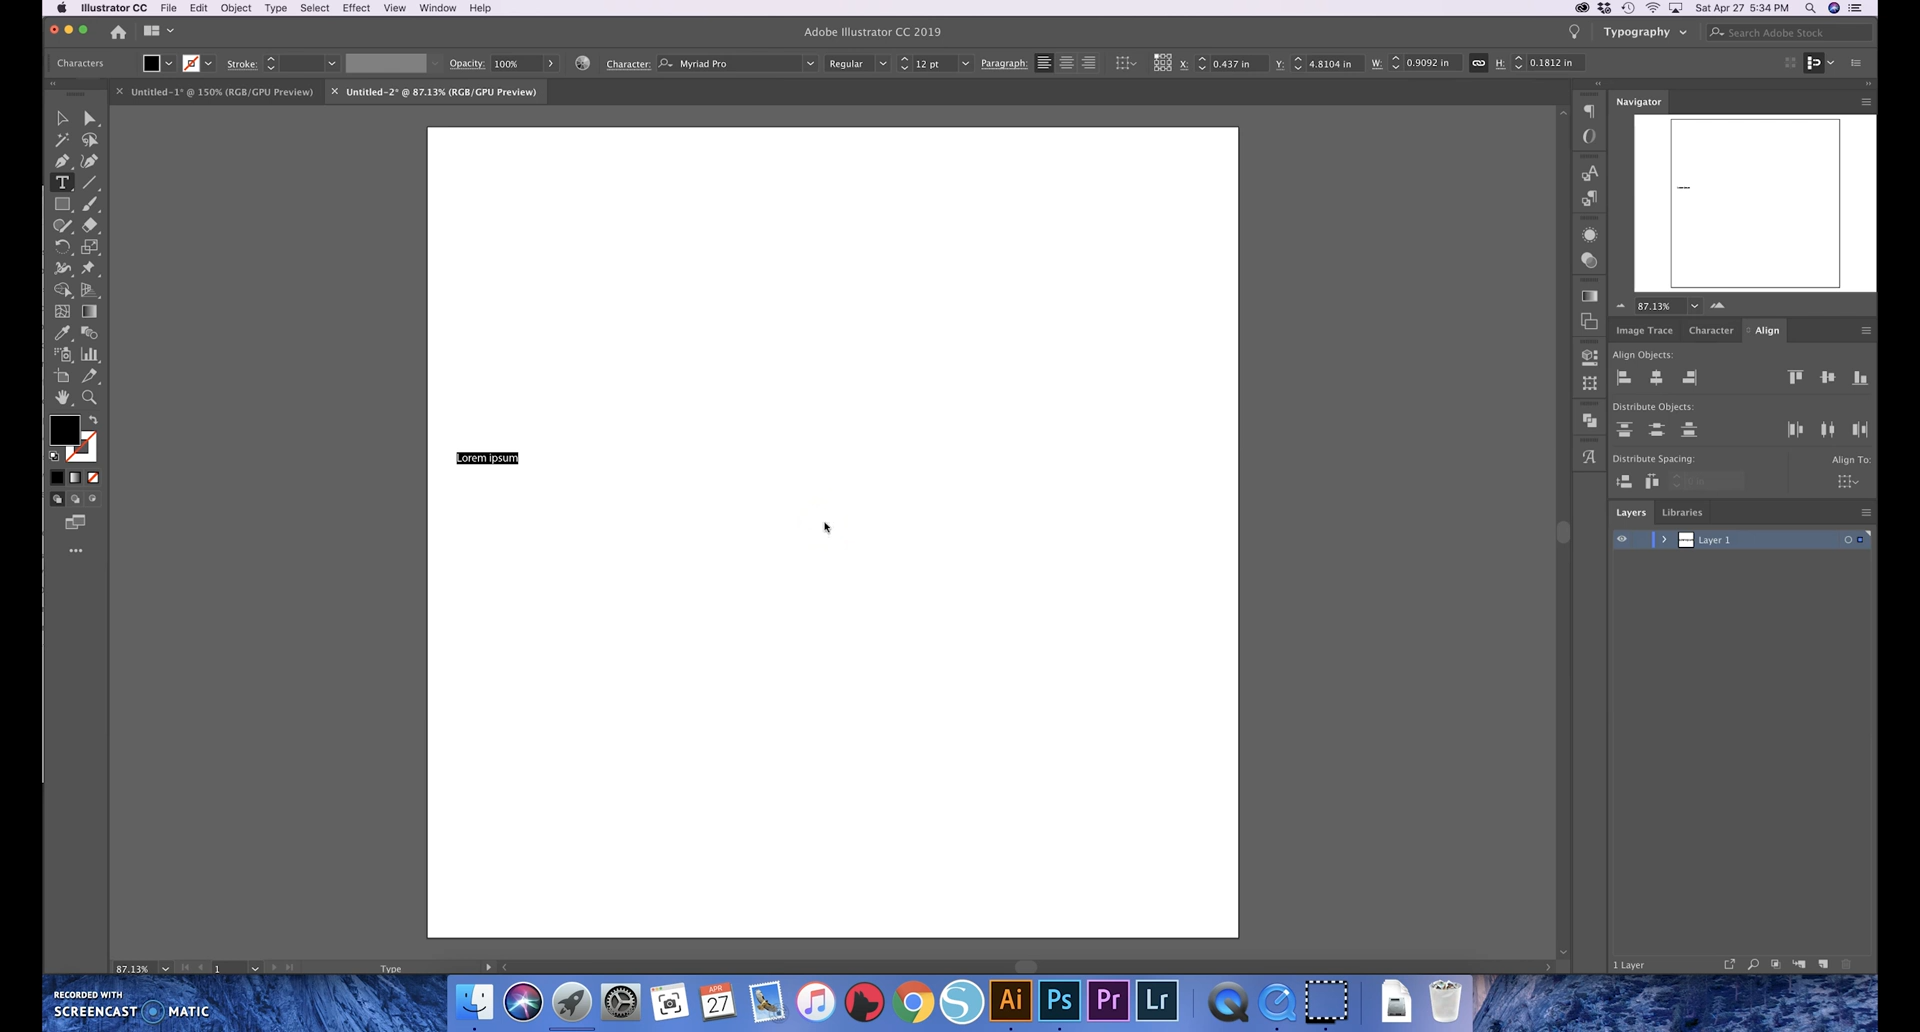 Illustrator CC File Edit Object Type Select Effect View Window Help Sat Apr 27 5:34 PM
Adobe Illustrator CC 2019 Typography Search Adobe Stock
Characters Stroke: Opacity: 100% Character: Myriad Pro Regular 12 pt Paragraph: X: 0.437 in Y: 4.8104 in W: 0.9092 in H: 0.1812 in
Untitled-1* @ 150% (RGB/GPU Preview) Untitled-2* @ 87.13% (RGB/GPU Preview)
Navigator
87.13%
Image Trace Character Align
Align Objects:
Distribute Objects:
Distribute Spacing: Align To:
Lorem ipsum
Layers Libraries
Layer 1
1 Layer
87.13% 1 Type
RECORDED WITH
SCREENCAST MATIC
APR
27
S
Ai
Ps
Pr
Lr